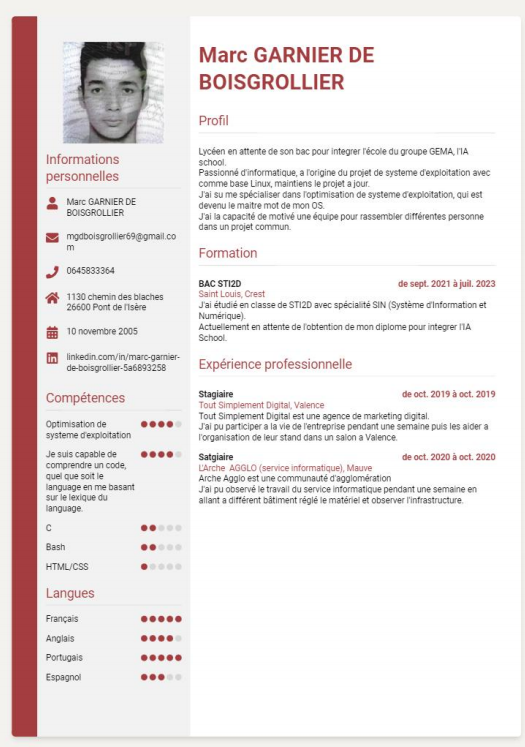 Informations
personnelles
Marc GARNIER DE
BOISGROLLIER
mgdboisgrollier69@gmail.co
m
0645833364
1130 chemin des blaches
26600 Pont de l'Isère
10 novembre 2005
linkedin.com/in/marc-garnier-
de-boisgrollier-5a6893258
Compétences
Optimisation de
systeme d'exploitation
Je suis capable de
comprendre un code,
quel que soit le
language en me basant
sur le lexique du
language.
C
Bash
HTML/CSS
Langues
Français
Anglais
Portugais
Espagnol
Marc GARNIER DE
BOISGROLLIER
Profil
Lycéen en attente de son bac pour integrer l'école du groupe GEMA, l'IA
school.
Passionné d'informatique, a l'origine du projet de systeme d'exploitation avec
comme base Linux, maintiens le projet a jour.
J'ai su me spécialiser dans l'optimisation de systeme d'exploitation, qui est
devenu le maitre mot de mon OS.
J'ai la capacité de motivé une équipe pour rassembler différentes personne
dans un projet commun.
Formation
BAC STI2D de sept. 2021 à juil. 2023
Saint Louis, Crest
J'ai étudié en classe de STI2D avec spécialité SIN (Système d'Information et
Numérique).
Actuellement en attente de l'obtention de mon diplome pour integrer l'IA
School.
Expérience professionnelle
Stagiaire de oct. 2019 à oct. 2019
Tout Simplement Digital, Valence
Tout Simplement Digital est une agence de marketing digital.
J'ai pu participer a la vie de l'entreprise pendant une semaine puis les aider a
l'organisation de leur stand dans un salon a Valence.
Satgiaire de oct. 2020 à oct. 2020
L'Arche AGGLO (service informatique), Mauve
Arche Agglo est une communauté d'agglomération
J'ai pu observé le travail du service informatique pendant une semaine en
allant a différent bâtiment réglé le matériel et observer l'infrastructure.